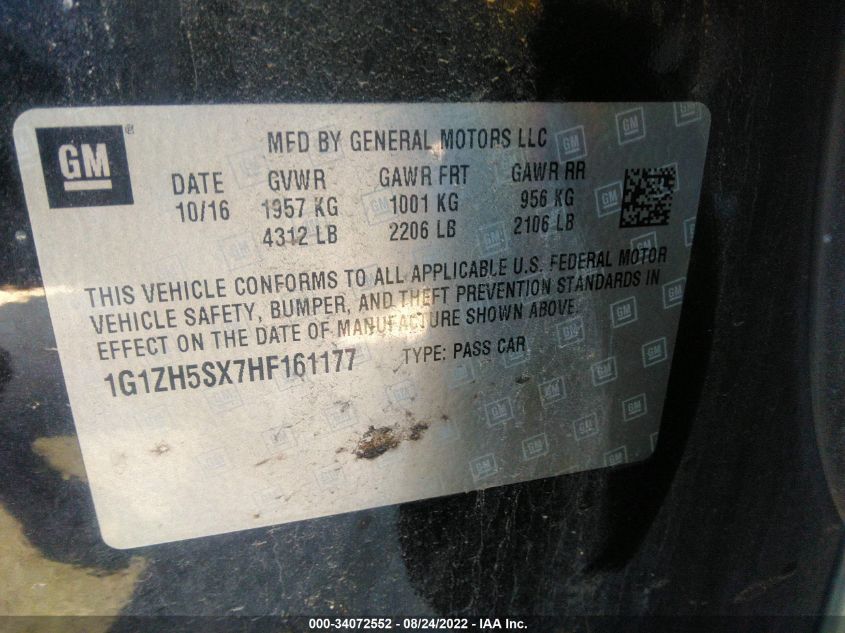 GM ®
MFD BY GENERAL MOTORS LLC
DATE GVWR GAWR FRT GAWR RR
10/16 1957 KG 1001 KG 956 KG
4312 LB 2206 LB 2106 LB
THIS VEHICLE CONFORMS TO ALL APPLICABLE U.S. FEDERAL MOTOR
VEHICLE SAFETY, BUMPER, AND THEFT PREVENTION STANDARDS IN
EFFECT ON THE DATE OF MANUFACTURE SHOWN ABOVE.
1G1ZH5SX7HF161177 TYPE: PASS CAR
000-34072552 - 08/24/2022 - IAA Inc.